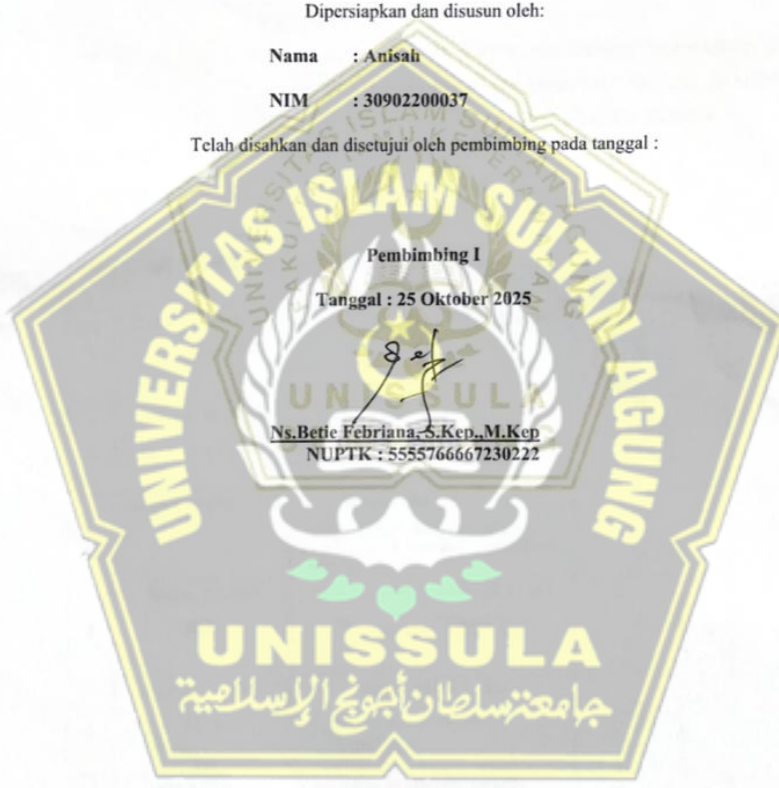 Dipersiapkan dan disusun oleh:
Nama : Anisah
NIM : 30902200037
Telah disahkan dan disetujui oleh pembimbing pada tanggal :
Pembimbing I
Tanggal : 25 Oktober 2025
Ns.Betie Febriana, S.Kep.,M.Kep
NUPTK : 5555766667230222
UNIVERSITAS ISLAM SULTAN AGUNG
UNISSULA
جامعة سلطان أجونج الإسلامية
UNISSULA